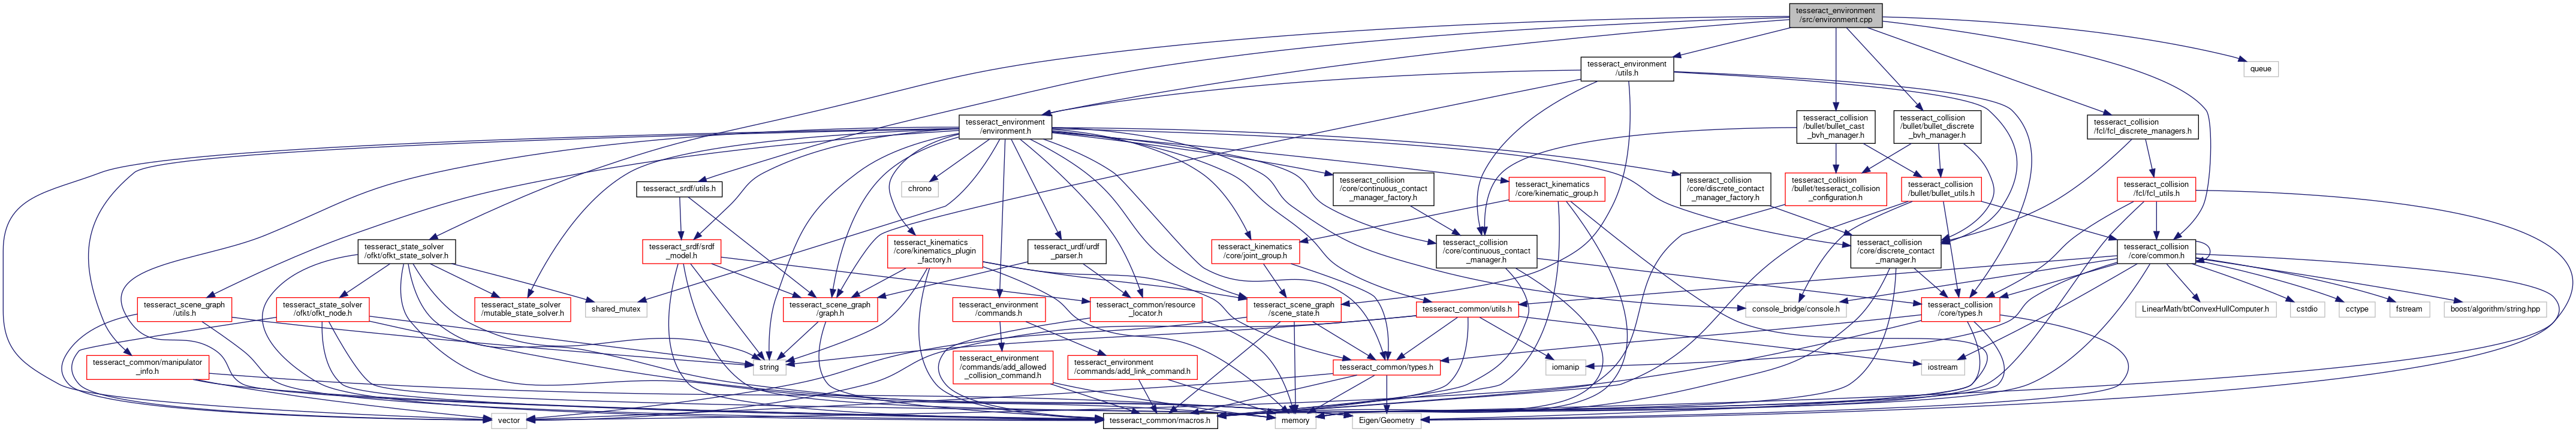 tesseract_environment
/src/environment.cpp
tesseract_environment
/utils.h
queue
tesseract_environment
/environment.h
tesseract_collision
/bullet/bullet_cast
_bvh_manager.h
tesseract_collision
/bullet/bullet_discrete
_bvh_manager.h
tesseract_collision
/fcl/fcl_discrete_managers.h
tesseract_srdf/utils.h
chrono
tesseract_collision
/core/continuous_contact
_manager_factory.h
tesseract_kinematics
/core/kinematic_group.h
tesseract_collision
/core/discrete_contact
_manager_factory.h
tesseract_collision
/bullet/tesseract_collision
_configuration.h
tesseract_collision
/bullet/bullet_utils.h
tesseract_collision
/fcl/fcl_utils.h
tesseract_state_solver
/ofkt/ofkt_state_solver.h
tesseract_srdf/srdf
_model.h
tesseract_kinematics
/core/kinematics_plugin
_factory.h
tesseract_urdf/urdf
_parser.h
tesseract_kinematics
/core/joint_group.h
tesseract_collision
/core/continuous_contact
_manager.h
tesseract_collision
/core/discrete_contact
_manager.h
tesseract_collision
/core/common.h
tesseract_scene_graph
/utils.h
tesseract_state_solver
/ofkt/ofkt_node.h
tesseract_state_solver
/mutable_state_solver.h
shared_mutex
tesseract_scene_graph
/graph.h
tesseract_environment
/commands.h
tesseract_common/resource
_locator.h
tesseract_scene_graph
/scene_state.h
tesseract_common/utils.h
console_bridge/console.h
tesseract_collision
/core/types.h
LinearMath/btConvexHullComputer.h
cstdio
cctype
fstream
boost/algorithm/string.hpp
tesseract_common/manipulator
_info.h
string
tesseract_environment
/commands/add_allowed
_collision_command.h
tesseract_environment
/commands/add_link_command.h
tesseract_common/types.h
iomanip
iostream
vector
tesseract_common/macros.h
memory
Eigen/Geometry